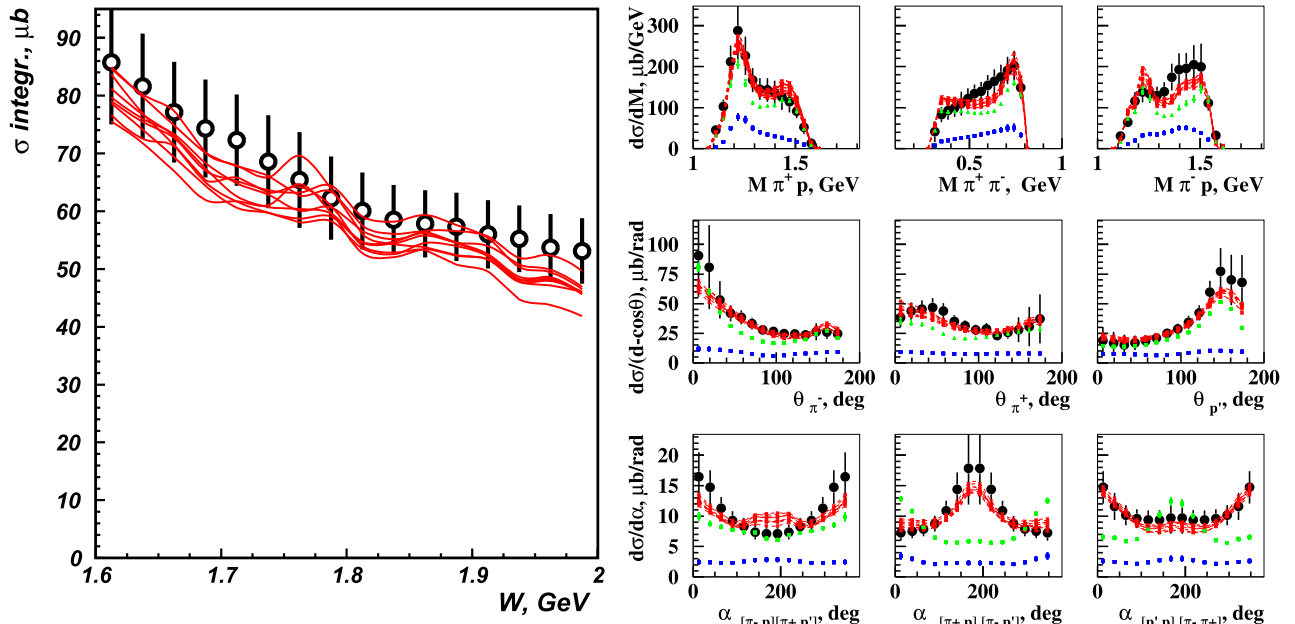 σ integr., μb
90
80
70
60
50
40
30
20
10
0
1.6 1.7 1.8 1.9 2
W, GeV
dσ/dM, μb/GeV
300
200
100
0
1 1.5
M π+ p, GeV
0.5 1
M π+ π-, GeV
1 1.5
M π- p, GeV
dσ/(d-cosθ), μb/rad
100
75
50
25
0
0 100 200
θ π-, deg
0 100
θ π+, deg
0 100 200
θ p', deg
dσ/dα, μb/rad
20
15
10
5
0
200
α [π- p][π+ p'], deg
0 200
α [π+ p] [π- p'], deg
0 200
α [p' p] [π- π+], deg